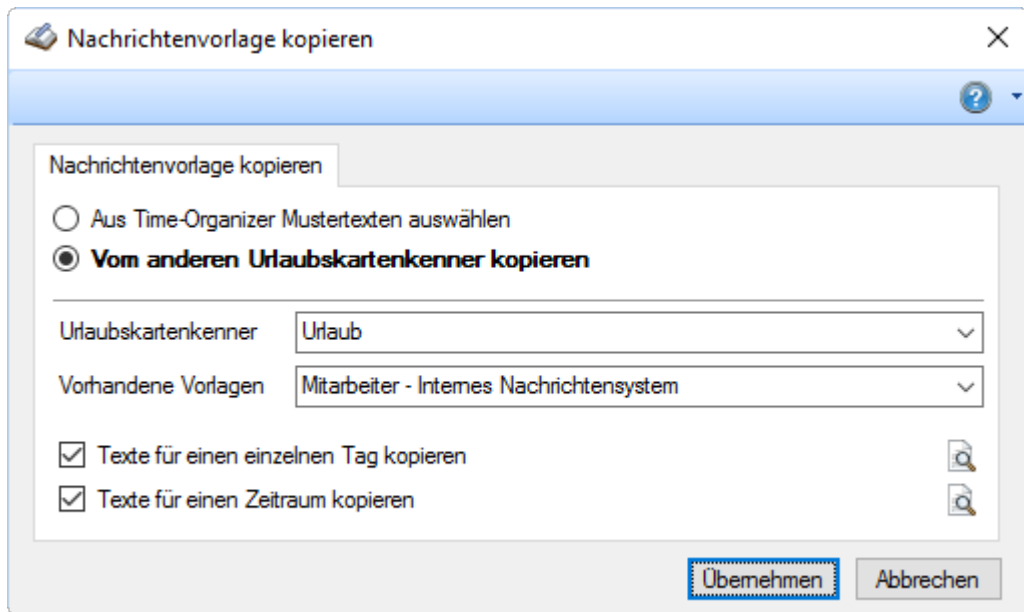 Nachrichtenvorlage kopieren
Nachrichtenvorlage kopieren
Aus Time-Organizer Mustertexten auswählen
Vom anderen Urlaubskartenkenner kopieren
Urlaubskartenkenner Urlaub
Vorhandene Vorlagen Mitarbeiter - Internes Nachrichtensystem
Texte für einen einzelnen Tag kopieren
Texte für einen Zeitraum kopieren
Übernehmen Abbrechen